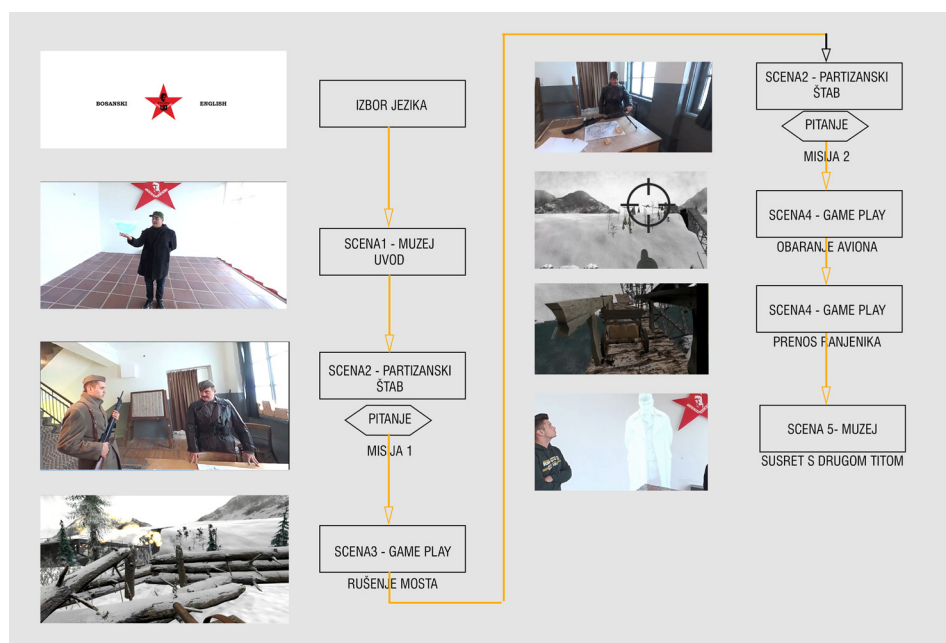 BOSANSKI
ENGLISH
IZBOR JEZIKA
SCENA1 - MUZEJ
UVOD
SCENA2 - PARTIZANSKI
ŠTAB
PITANJE
MISIJA 1
SCENA3 - GAME PLAY
RUŠENJE MOSTA
SCENA2 - PARTIZANSKI
ŠTAB
PITANJE
MISIJA 2
SCENA4 - GAME PLAY
OBARANJE AVIONA
SCENA4 - GAME PLAY
PRENOS RANJENIKA
SCENA 5- MUZEJ
SUSRET S DRUGOM TITOM